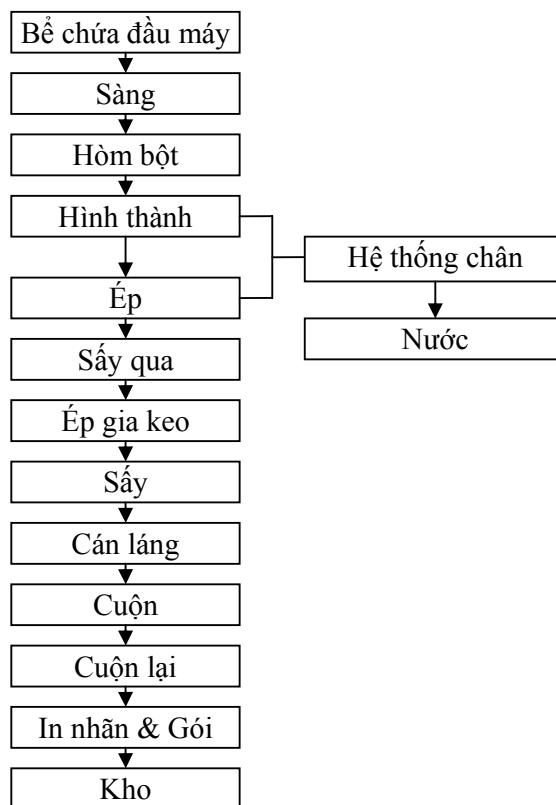 Bể chứa đầu máy
Sàng
Hòm bột
Hình thành
Hệ thống chân
Ép
Nước
Sấy qua
Ép gia keo
Sấy
Cán láng
Cuộn
Cuộn lại
In nhãn & Gói
Kho